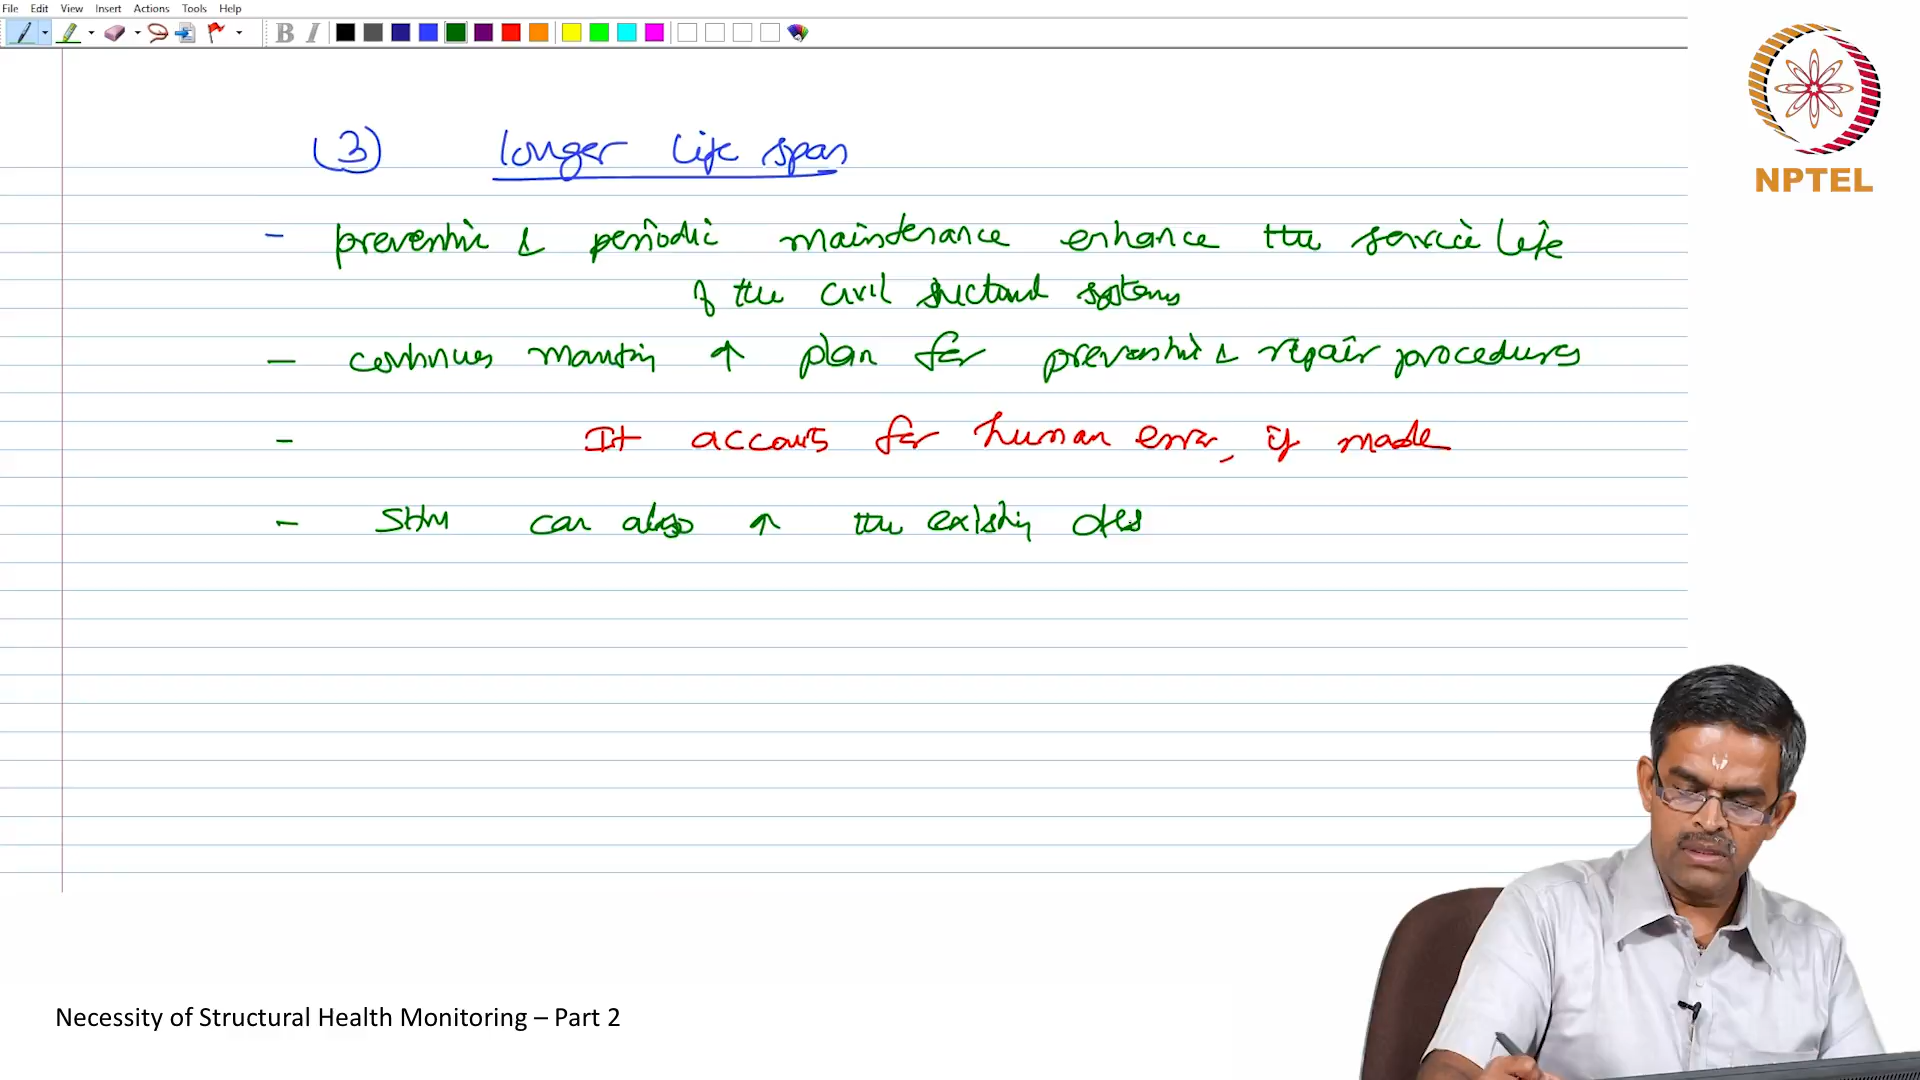 File Edit View Insert Actions Tools Help
B I
NPTEL
(3) longer life span
- preventive & periodic maintenance enhance the service life
of the civil structural systems
- continues monitoring ↑ plan for preventive & repair procedures
- It accounts for human error, if made
- SHM can also ↑ the existing des
Necessity of Structural Health Monitoring – Part 2